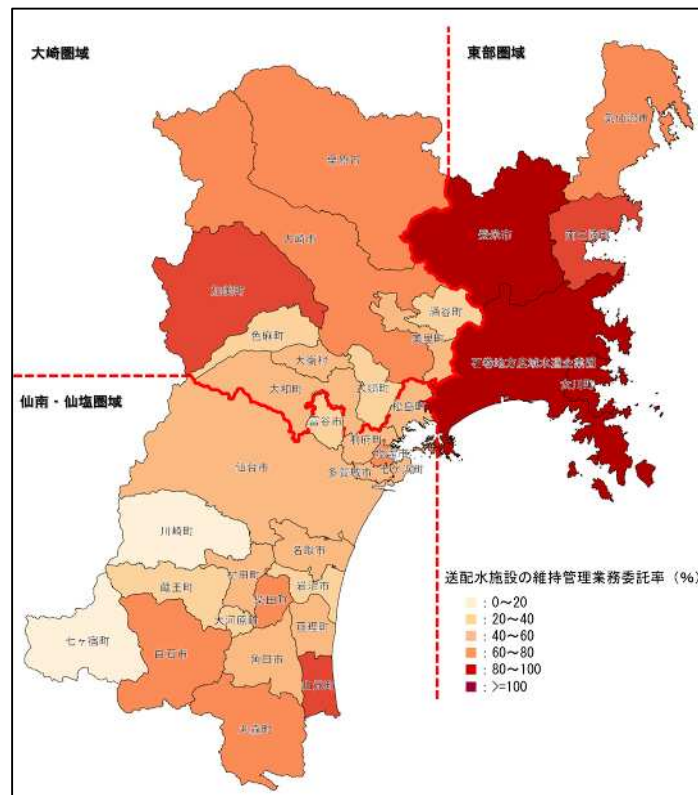 大崎圏域
東部圏域
気仙沼市
栗原市
登米市
南三陸町
大崎市
加美町
涌谷町
色麻町
美里町
大衡村
石巻地方広域水道企業団
女川町
大和町
大郷町
松島町
仙南・仙塩圏域
富谷市
利府町
塩竈市
七ヶ浜町
仙台市
多賀城市
川崎町
名取市
送配水施設の維持管理業務委託率（%）
村田町
岩沼市
蔵王町
柴田町
：0～20
大河原町
亘理町
：20～40
七ヶ宿町
白石市
角田市
：40～60
：60～80
山元町
：80～100
：>=100
丸森町